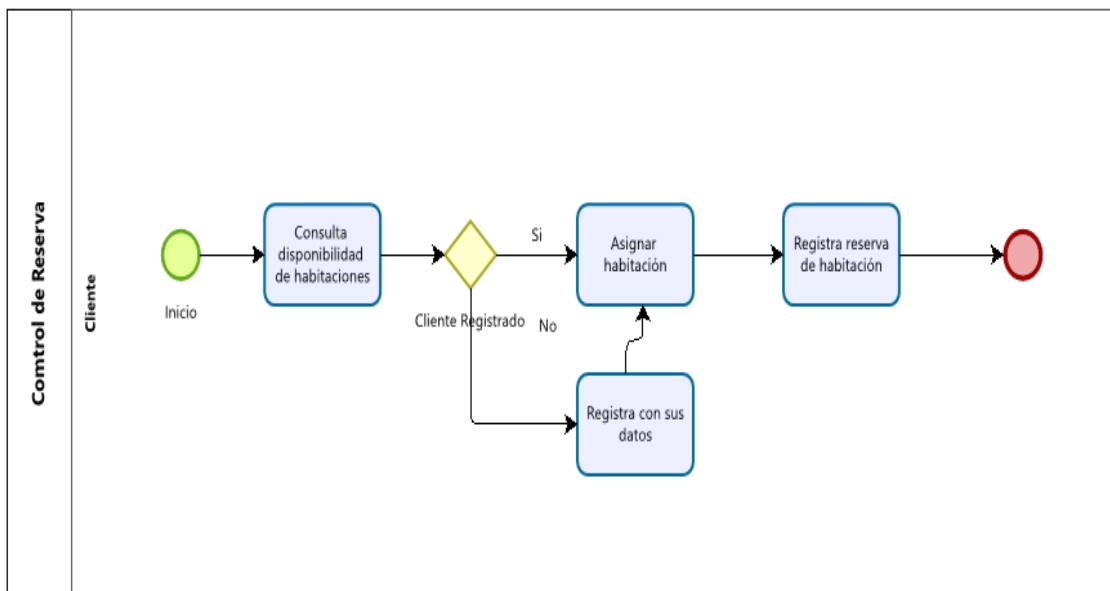 Comtrol de Reserva
Cliente
Inicio
Consulta
disponibilidad
de habitaciones
Cliente Registrado
Si
No
Asignar
habitación
Registra con sus
datos
Registra reserva
de habitación